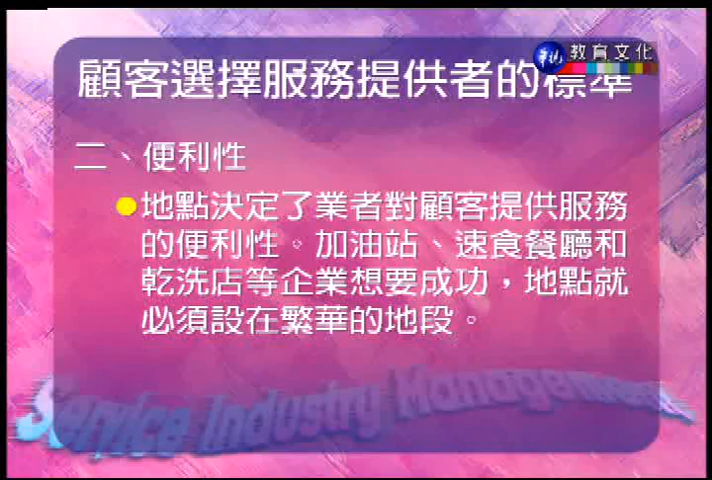 華視 教育文化
顧客選擇服務提供者的標準
二、便利性
地點決定了業者對顧客提供服務
的便利性。加油站、速食餐廳和
乾洗店等企業想要成功，地點就
必須設在繁華的地段。
Service Industry Management